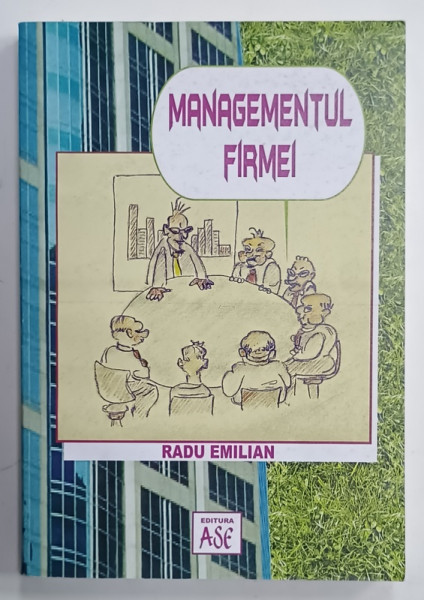 MANAGEMENTUL
FIRMEI
RADU EMILIAN
EDITURA
ASE